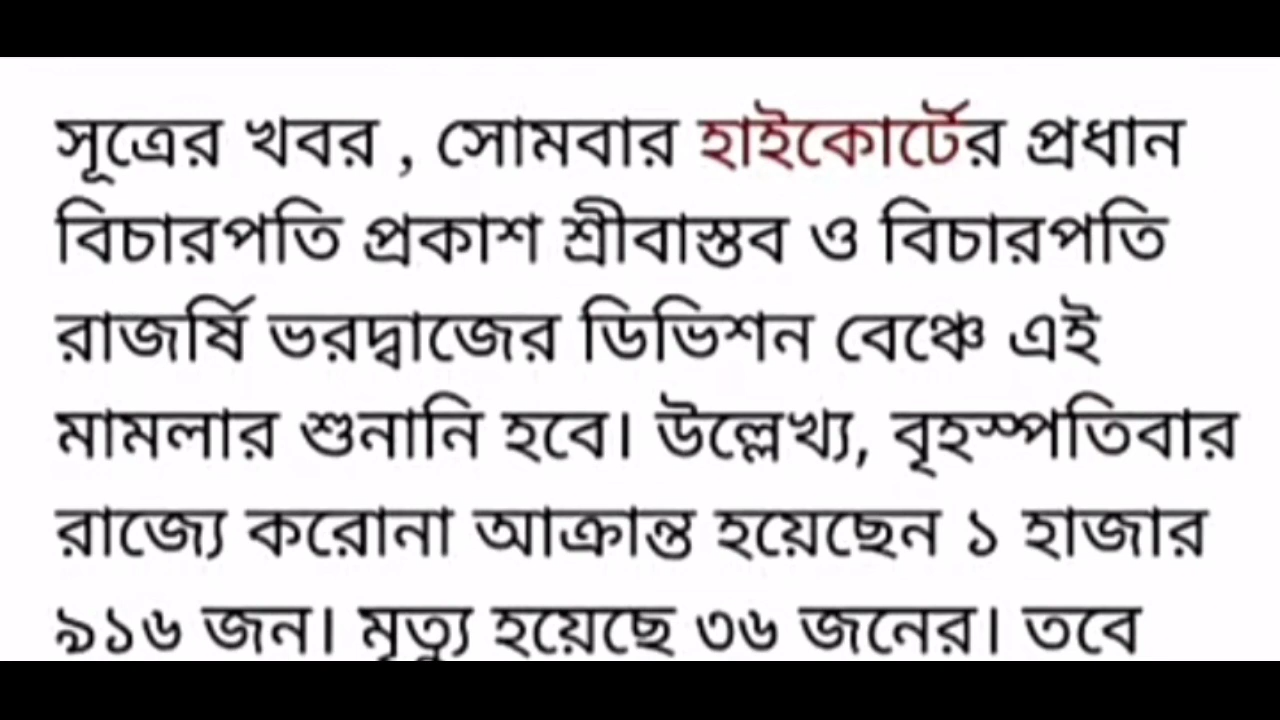 সূত্রের খবর , সোমবার হাইকোর্টের প্রধান
বিচারপতি প্রকাশ শ্রীবাস্তব ও বিচারপতি
রাজর্ষি ভরদ্বাজের ডিভিশন বেঞ্চে এই
মামলার শুনানি হবে। উল্লেখ্য, বৃহস্পতিবার
রাজ্যে করোনা আক্রান্ত হয়েছেন ১ হাজার
৯১৬ জন। মৃত্যু হয়েছে ৩৬ জনের। তবে